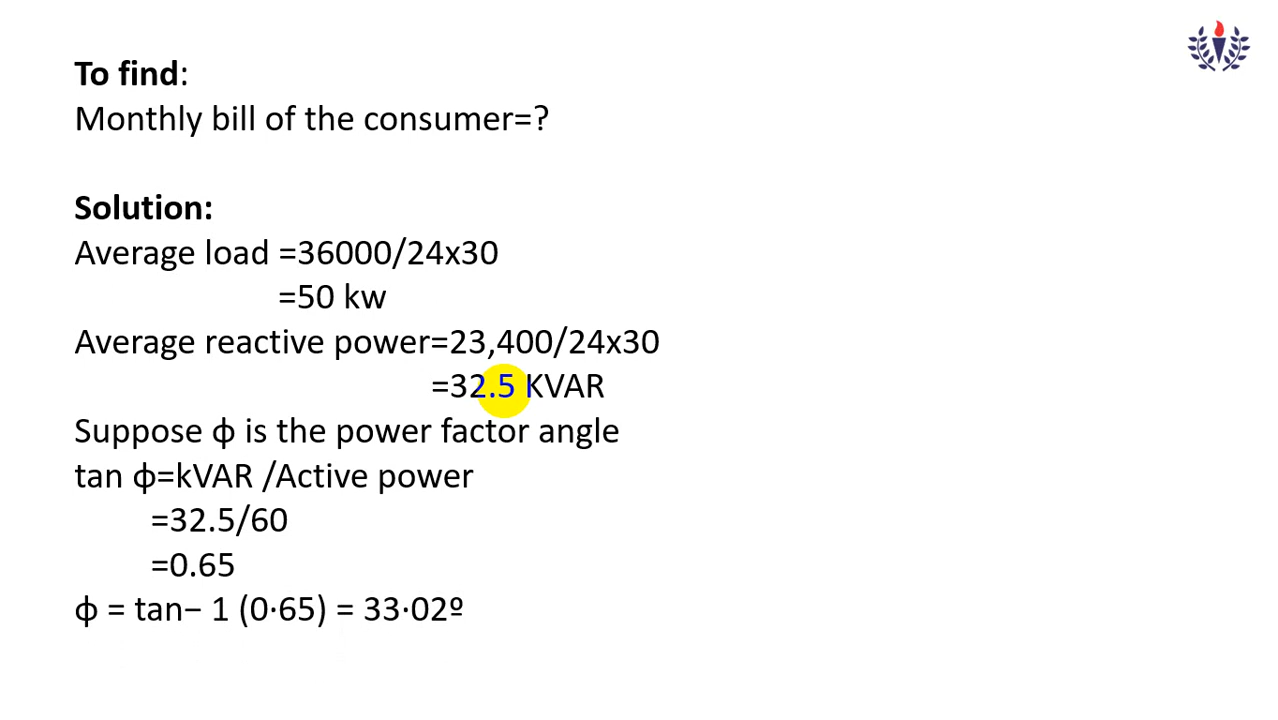 To find:
Monthly bill of the consumer=?
Solution:
Average load =36000/24x30
=50 kw
Average reactive power=23,400/24x30
=32.5 KVAR
Suppose ϕ is the power factor angle
tan ϕ=kVAR /Active power
=32.5/60
=0.65
ϕ = tan− 1 (0·65) = 33·02º